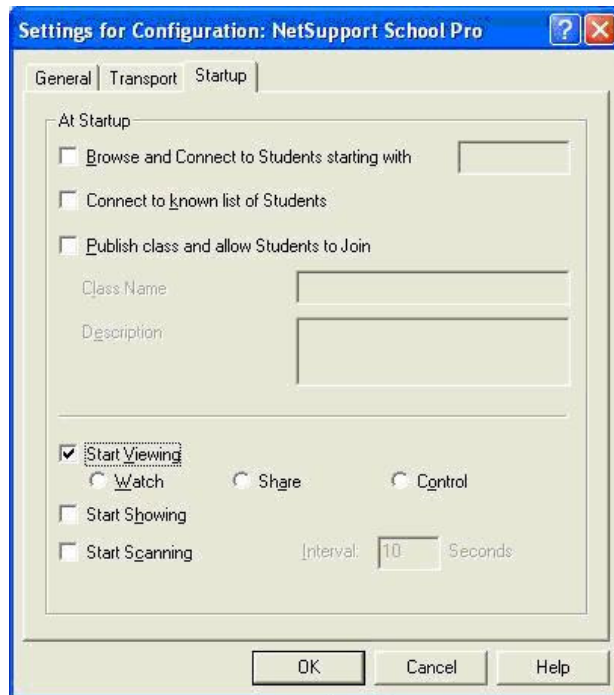 Settings for Configuration: NetSupport School Pro
General Transport Startup
At Startup
Browse and Connect to Students starting with
Connect to known list of Students
Publish class and allow Students to Join
Class Name
Description
Start Viewing
Watch Share Control
Start Showing
Start Scanning Interval: 10 Seconds
OK Cancel Help